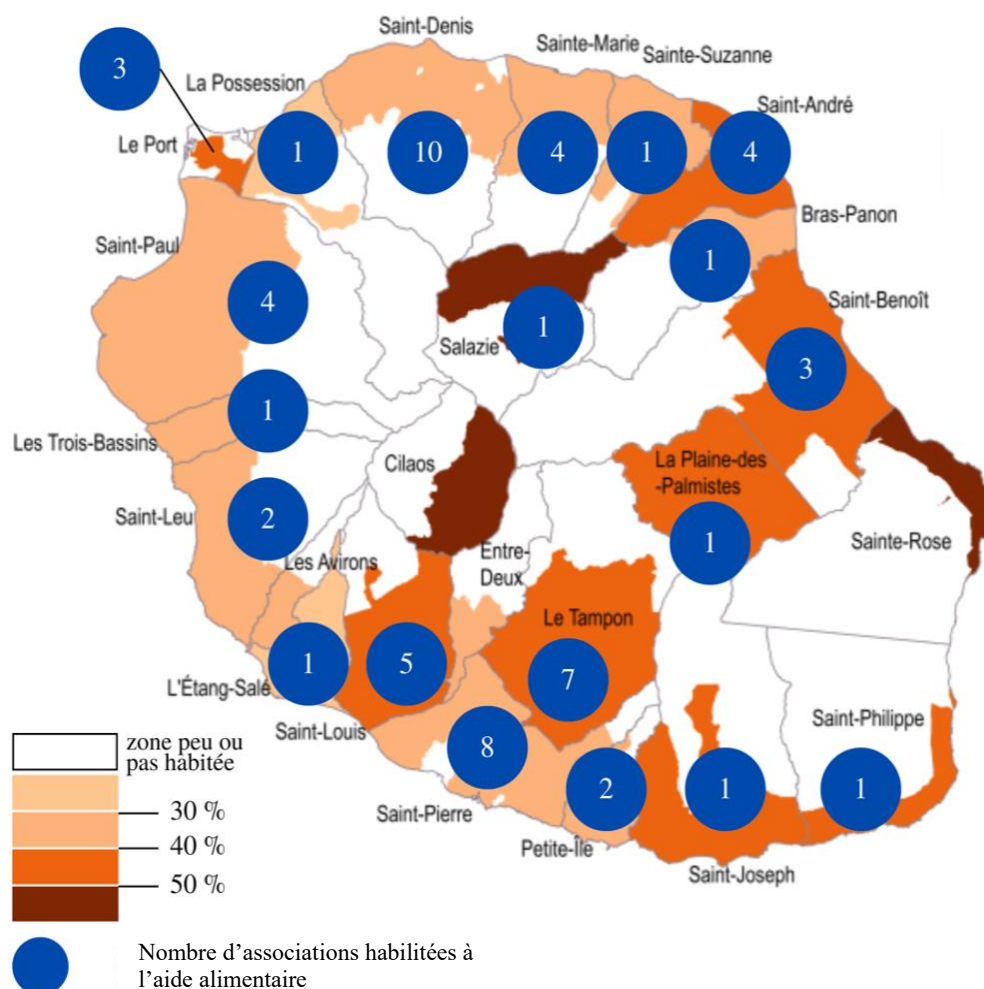 Saint-Denis
Sainte-Marie
Sainte-Suzanne
3
La Possession
Saint-André
Le Port
1
10
4
1
4
Bras-Panon
Saint-Paul
1
Saint-Benoît
4
1
Salazie
3
1
Les Trois-Bassins
Cilaos
La Plaine-des
-Palmistes
Saint-Leu
2
1
Sainte-Rose
Les Avirons
Entre-
Deux
Le Tampon
1
5
7
L'Étang-Salé
Saint-Louis
Saint-Philippe
8
2
1
1
Saint-Pierre
Petite-Île
Saint-Joseph
zone peu ou
pas habitée
30 %
40 %
50 %
Nombre d’associations habilitées à
l’aide alimentaire